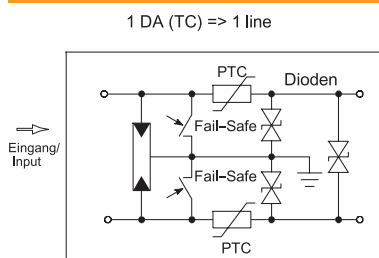 1 DA (TC) => 1 line
PTC
Dioden
Fail-Safe
Eingang/
Input
Fail-Safe
PTC